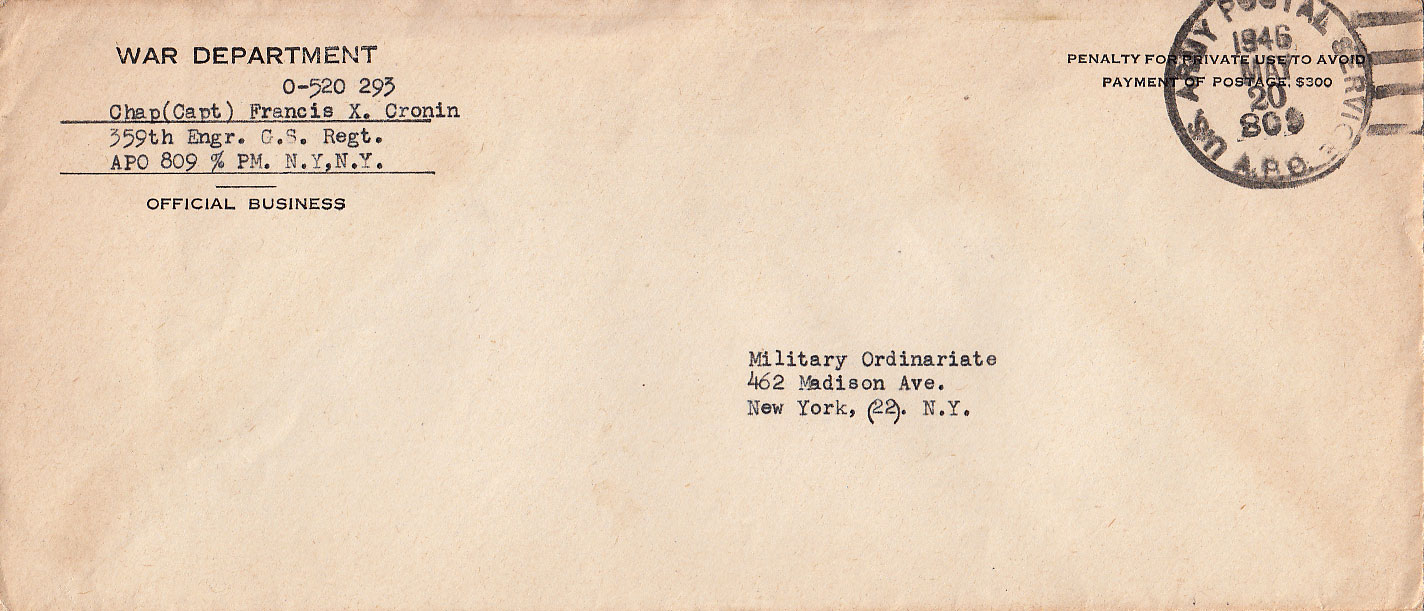 WAR DEPARTMENT
O-520 293
Chap(Capt) Francis X. Cronin
359th Engr. G.S. Regt.
APO 809 % PM. N.Y,N.Y.
OFFICIAL BUSINESS
PENALTY FOR PRIVATE USE TO AVOID
PAYMENT OF POSTAGE, $300
U.S. ARMY POSTAL SERVICE
1946
MAY
20
809
A.P.O.
Military Ordinariate
462 Madison Ave.
New York, (22). N.Y.